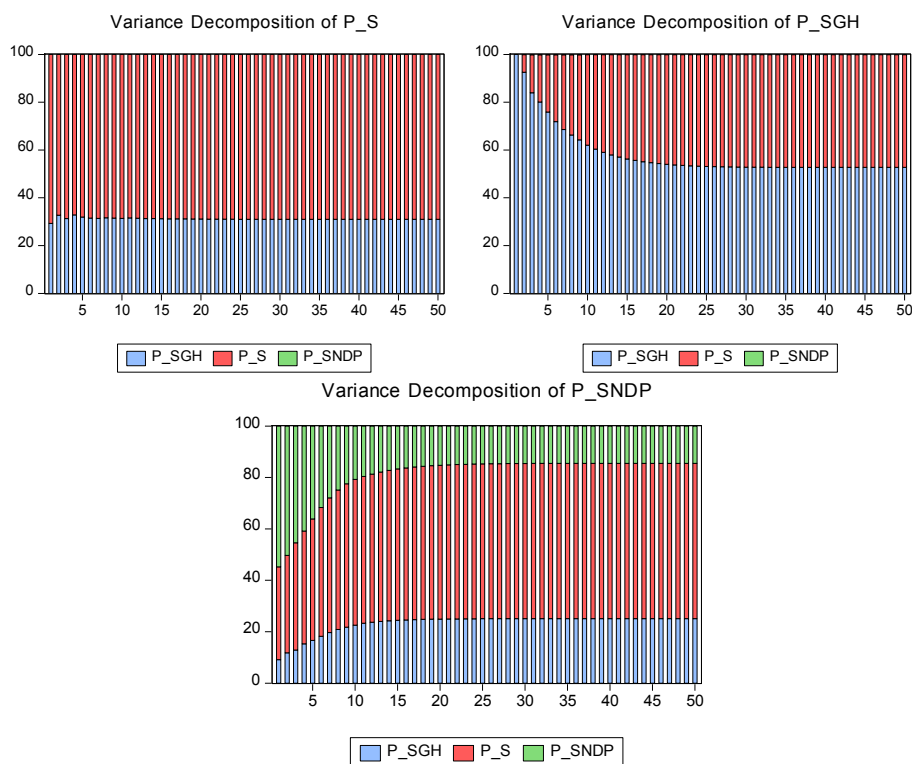 Variance Decomposition of P_S
100
80
60
40
20
0
5 10 15 20 25 30 35 40 45 50
P_SGH P_S P_SNDP
Variance Decomposition of P_SGH
100
80
60
40
20
0
5 10 15 20 25 30 35 40 45 50
P_SGH P_S P_SNDP
Variance Decomposition of P_SNDP
100
80
60
40
20
0
5 10 15 20 25 30 35 40 45 50
P_SGH P_S P_SNDP